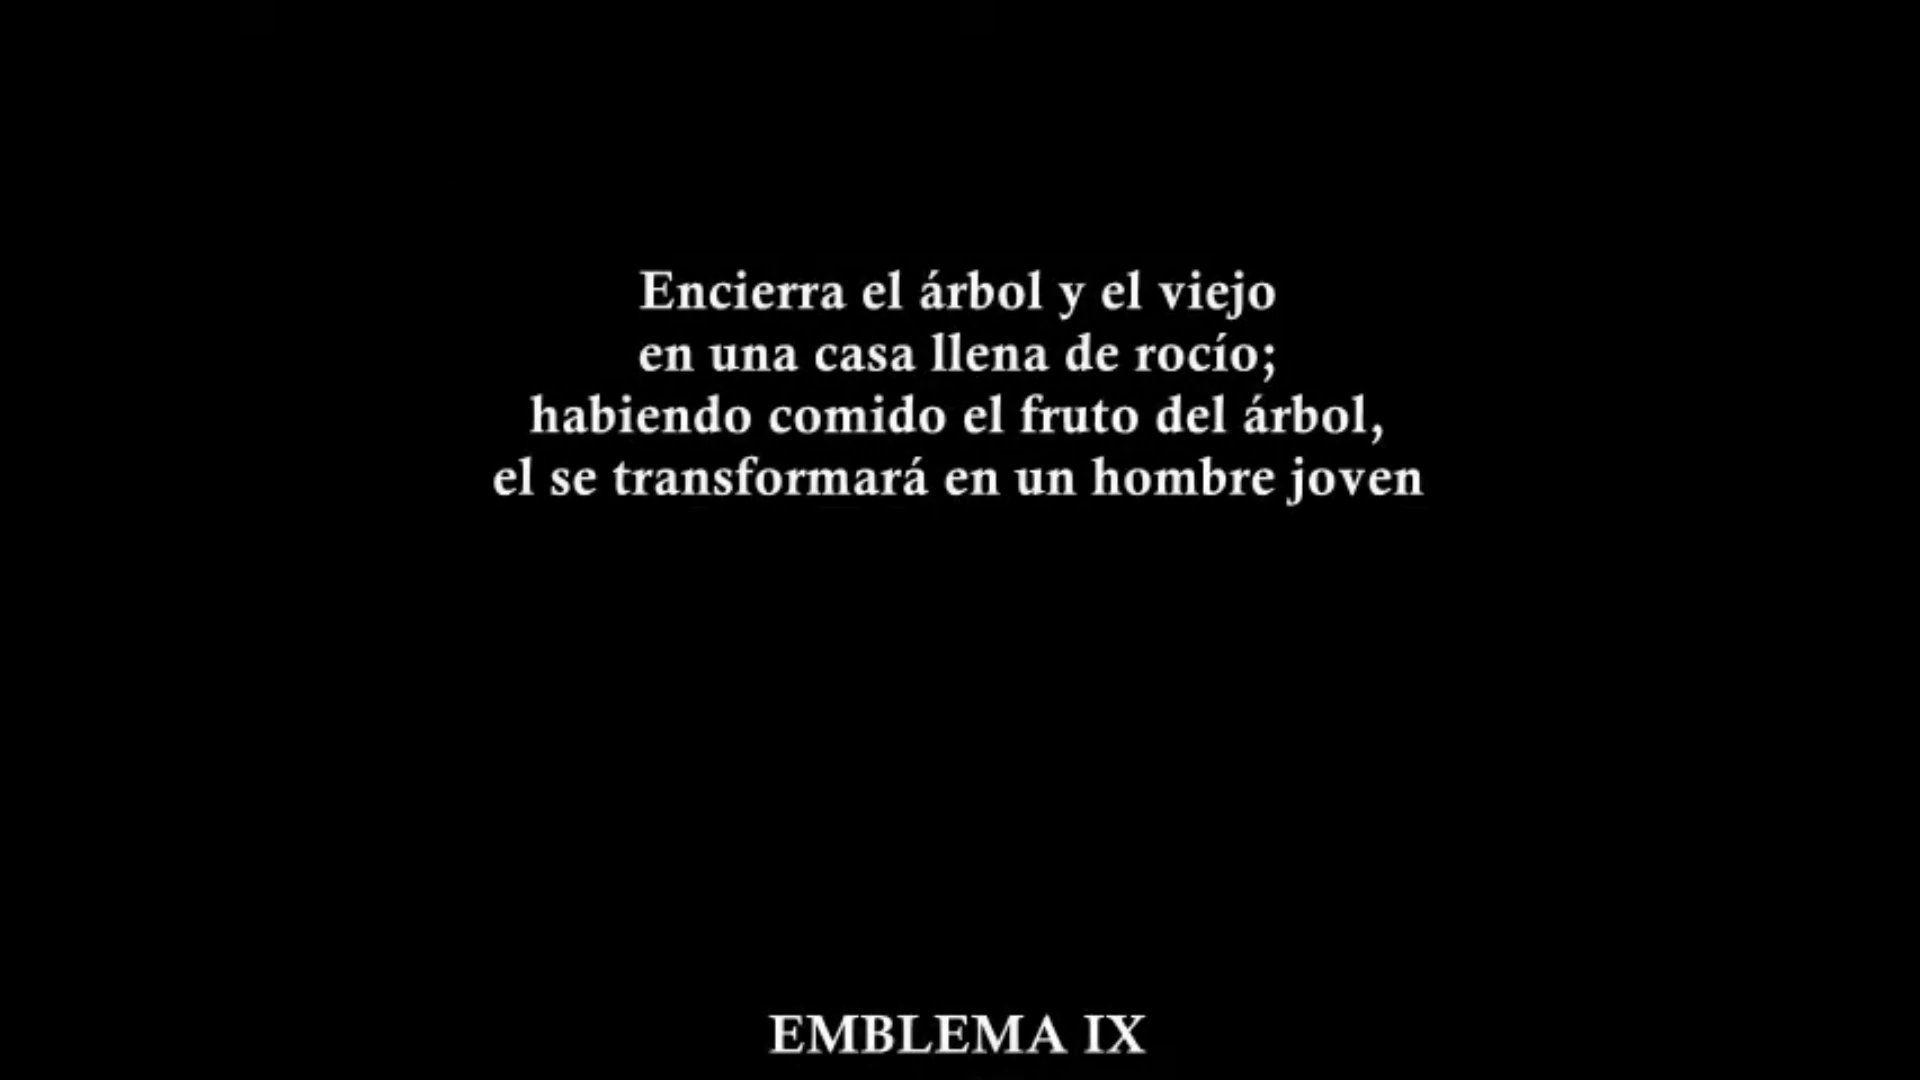 Encierra el árbol y el viejo
en una casa llena de rocío;
habiendo comido el fruto del árbol,
el se transformará en un hombre joven
EMBLEMA IX